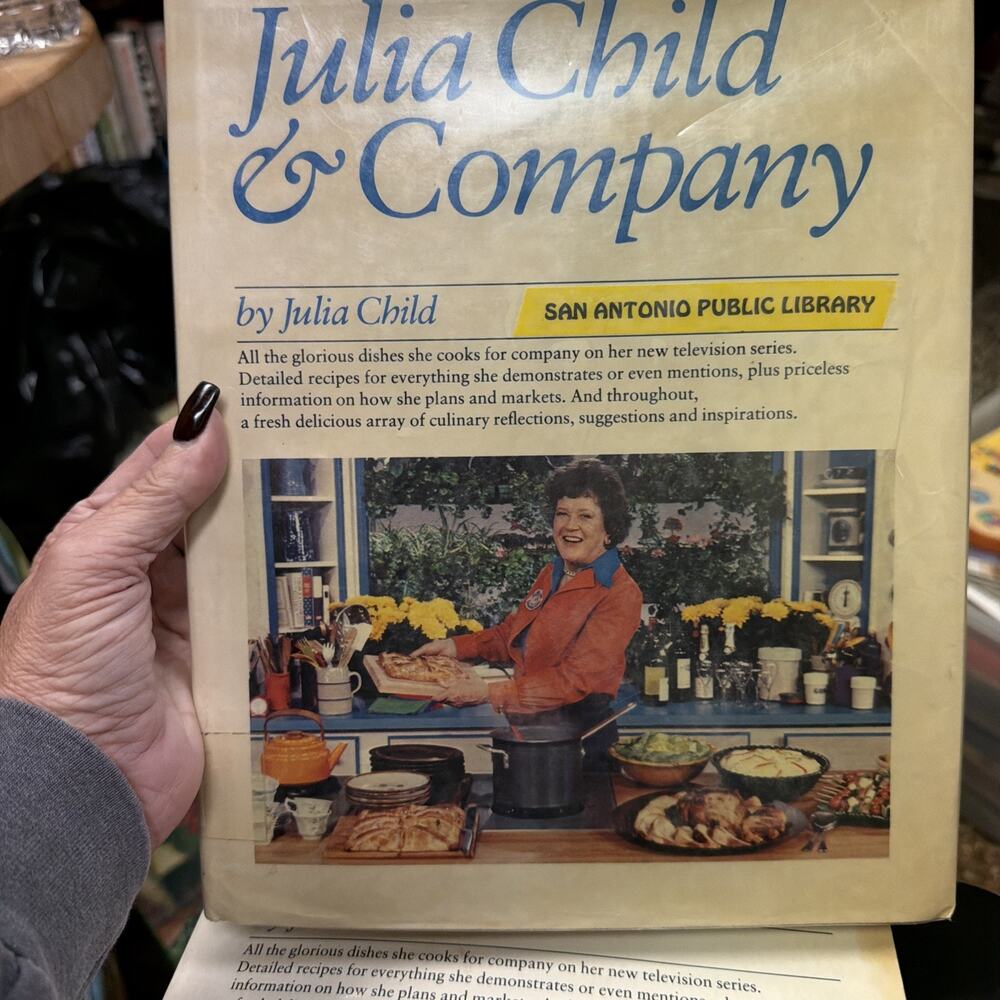 Julia Child
& Company
by Julia Child
SAN ANTONIO PUBLIC LIBRARY
All the glorious dishes she cooks for company on her new television series.
Detailed recipes for everything she demonstrates or even mentions, plus priceless
information on how she plans and markets. And throughout,
a fresh delicious array of culinary reflections, suggestions and inspirations.
All the glorious dishes she cooks for company on her new television series.
Detailed recipes for everything she demonstrates or even mentions,
information on how she plans and